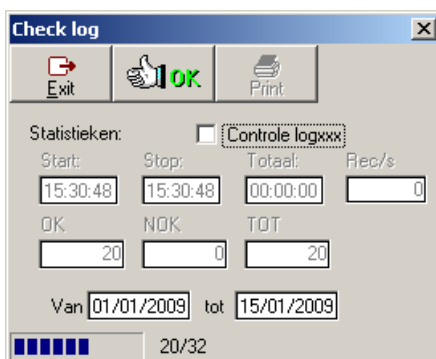 Check log
Exit OK Print
Statistieken: Controle logxxx
Start: Stop: Totaal: Rec/s
15:30:48 15:30:48 00:00:00 0
OK NOK TOT
20 0 20
Van 01/01/2009 tot 15/01/2009
20/32